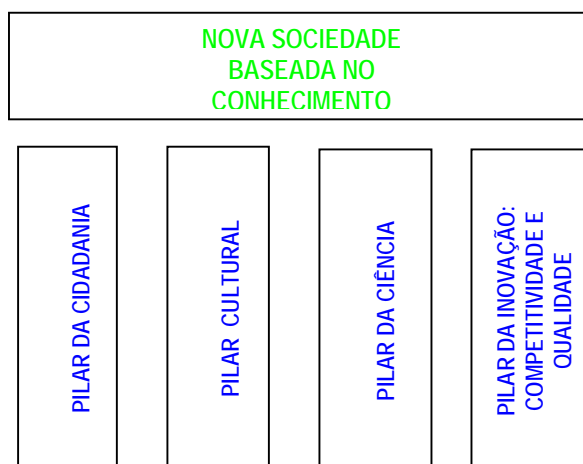 NOVA SOCIEDADE
BASEADA NO
CONHECIMENTO
PILAR DA CIDADANIA
PILAR CULTURAL
PILAR DA CIÊNCIA
PILAR DA INOVAÇÃO:
COMPETITIVIDADE E
QUALIDADE